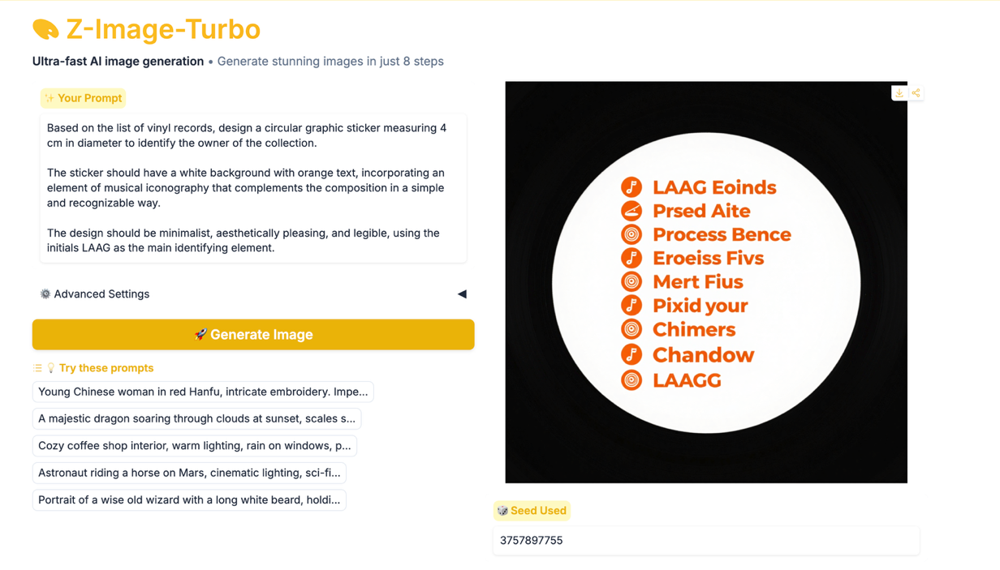 Z-Image-Turbo
Ultra-fast AI image generation • Generate stunning images in just 8 steps
Your Prompt
Based on the list of vinyl records, design a circular graphic sticker measuring 4
cm in diameter to identify the owner of the collection.
The sticker should have a white background with orange text, incorporating an
element of musical iconography that complements the composition in a simple
and recognizable way.
The design should be minimalist, aesthetically pleasing, and legible, using the
initials LAAG as the main identifying element.
Advanced Settings
Generate Image
Try these prompts
Young Chinese woman in red Hanfu, intricate embroidery. Impe...
A majestic dragon soaring through clouds at sunset, scales s...
Cozy coffee shop interior, warm lighting, rain on windows, p...
Astronaut riding a horse on Mars, cinematic lighting, sci-fi...
Portrait of a wise old wizard with a long white beard, holdi...
LAAG Eoinds
Prsed Aite
Process Bence
Eroeiss Fivs
Mert Fius
Pixid your
Chimers
Chandow
LAAGG
Seed Used
3757897755